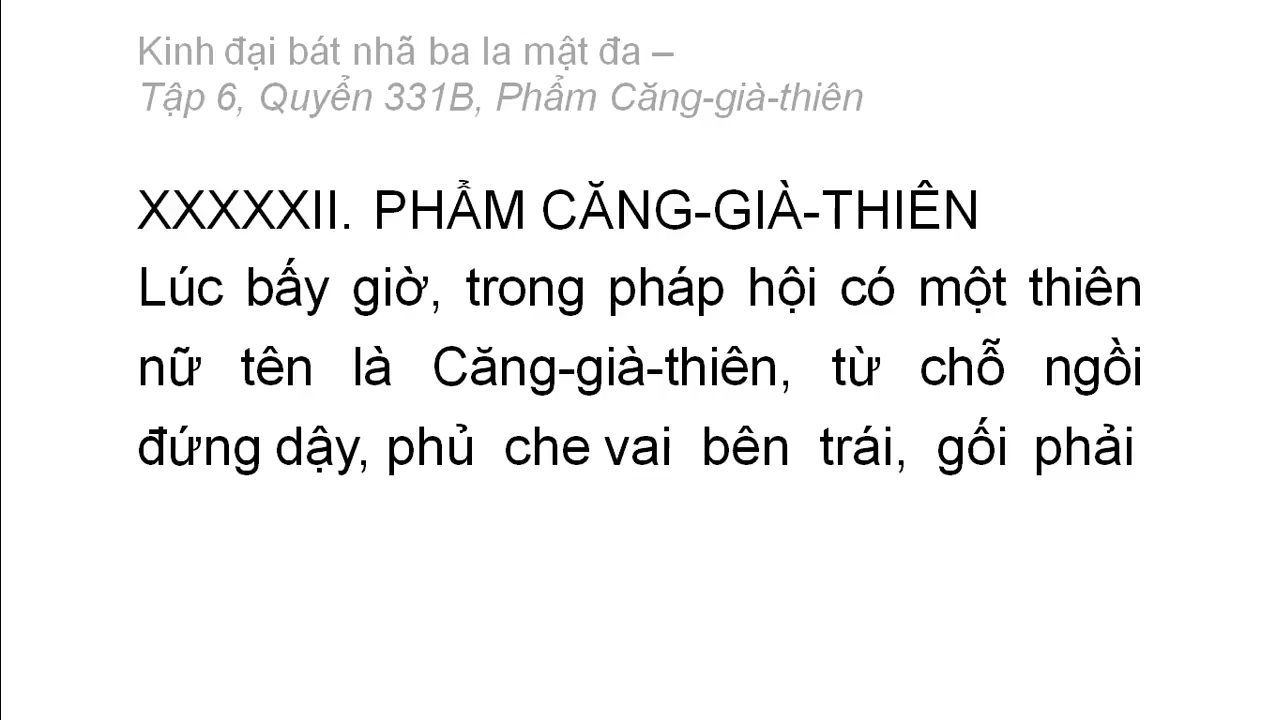 Kinh đại bát nhã ba la mật đa –
Tập 6, Quyển 331B, Phẩm Căng-già-thiên
XXXXXII. PHẨM CĂNG-GIÀ-THIÊN
Lúc bấy giờ, trong pháp hội có một thiên
nữ tên là Căng-già-thiên, từ chỗ ngồi
đứng dậy, phủ che vai bên trái, gối phải